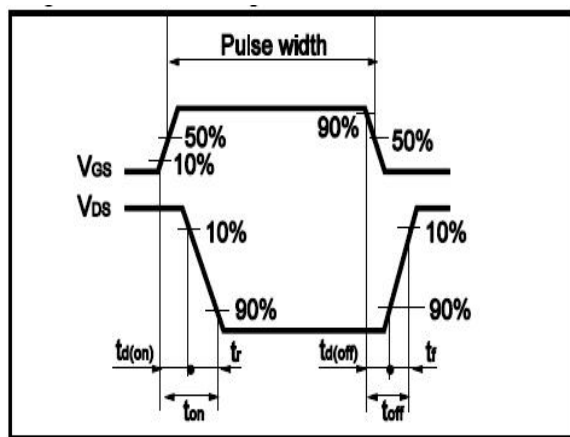 Pulse width
90%
50%
50%
10%
VGS
VDS
10%
10%
90%
90%
td(on)
tr
td(off)
tf
ton
toff